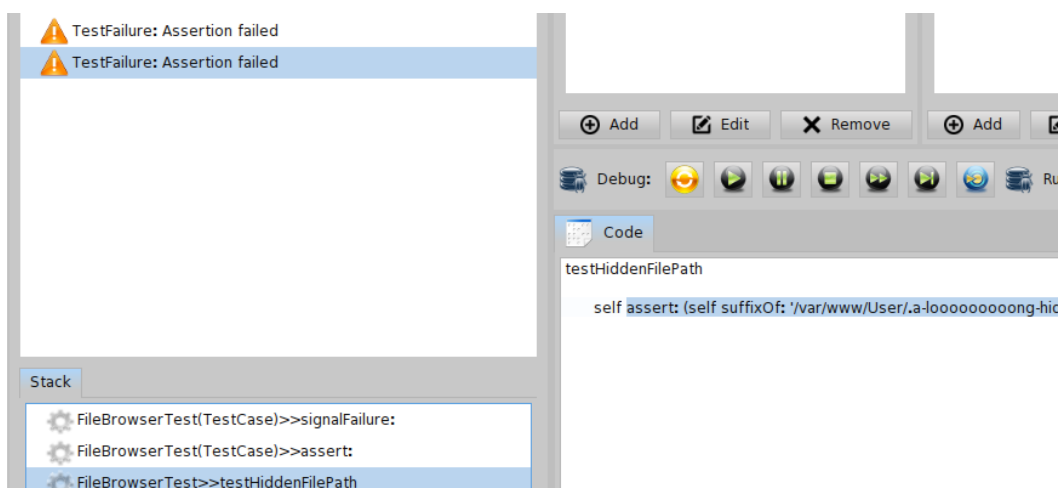 TestFailure: Assertion failed
TestFailure: Assertion failed
Add Edit Remove Add
Debug:
Code
testHiddenFilePath
self assert: (self suffixOf: '/var/www/User/.a-looooooooong-hid
Stack
FileBrowserTest(TestCase)>>signalFailure:
FileBrowserTest(TestCase)>>assert:
FileBrowserTest>>testHiddenFilePath